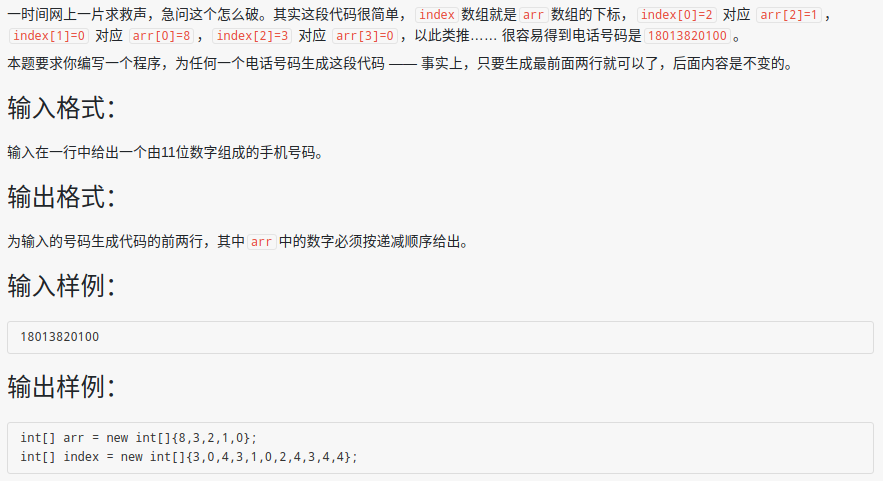 一时间网上一片求救声，急问这个怎么破。其实这段代码很简单， index 数组就是 arr 数组的下标， index[0]=2 对应 arr[2]=1 ，
index[1]=0 对应 arr[0]=8 ， index[2]=3 对应 arr[3]=0 ，以此类推…… 很容易得到电话号码是 18013820100 。
本题要求你编写一个程序，为任何一个电话号码生成这段代码 —— 事实上，只要生成最前面两行就可以了，后面内容是不变的。
输入格式：
输入在一行中给出一个由11位数字组成的手机号码。
输出格式：
为输入的号码生成代码的前两行，其中 arr 中的数字必须按递减顺序给出。
输入样例：
18013820100
输出样例：
int[] arr = new int[]{8,3,2,1,0};
int[] index = new int[]{3,0,4,3,1,0,2,4,3,4,4};